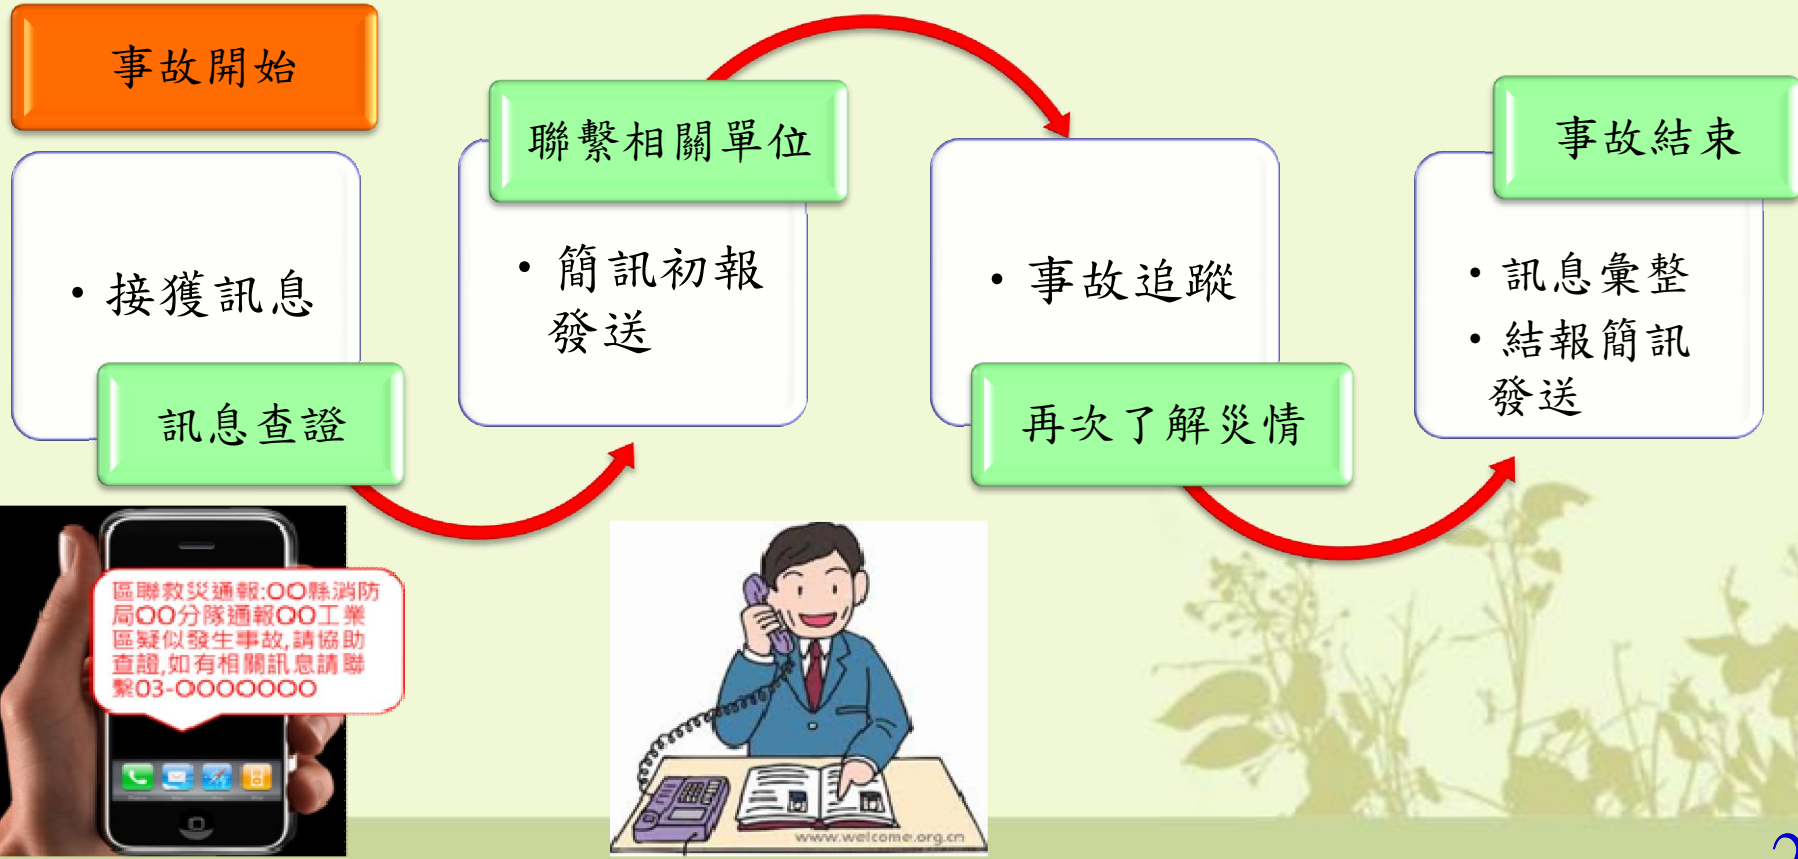 事故開始
• 接獲訊息
訊息查證
聯繫相關單位
• 簡訊初報
發送
• 事故追蹤
再次了解災情
事故結束
• 訊息彙整
• 結報簡訊
發送
區聯救災通報:OO縣消防
局OO分隊通報OO工業
區疑似發生事故,請協助
查證,如有相關訊息請聯
繫03-OOOOOOO
www.welcome.org.cn